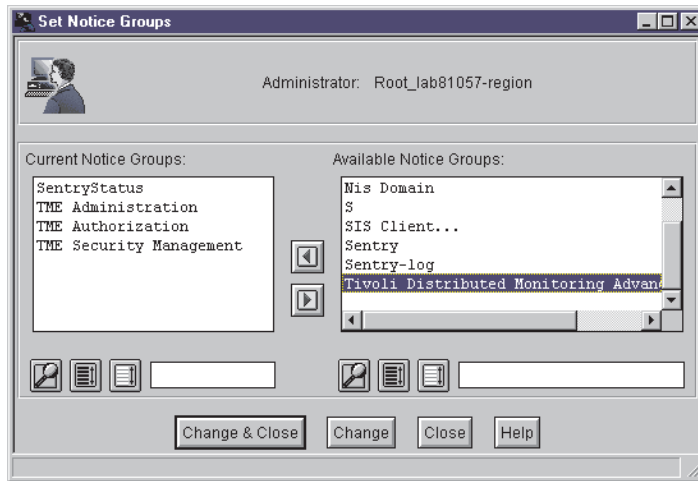 Set Notice Groups
Administrator: Root_lab81057-region
Current Notice Groups:
SentryStatus
TME Administration
TME Authorization
TME Security Management
Available Notice Groups:
Nis Domain
S
SIS Client...
Sentry
Sentry-log
Tivoli Distributed Monitoring Advan
Change & Close
Change
Close
Help